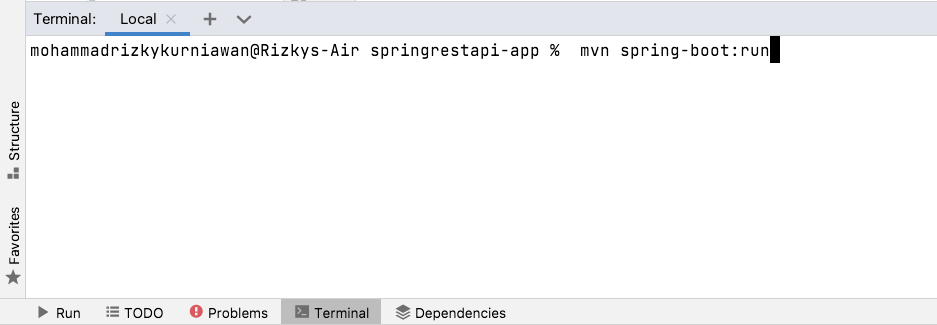 Terminal: Local
mohammadrizkykurniawan@Rizkys-Air springrestapi-app %  mvn spring-boot:run
Structure
Favorites
Run TODO Problems Terminal Dependencies